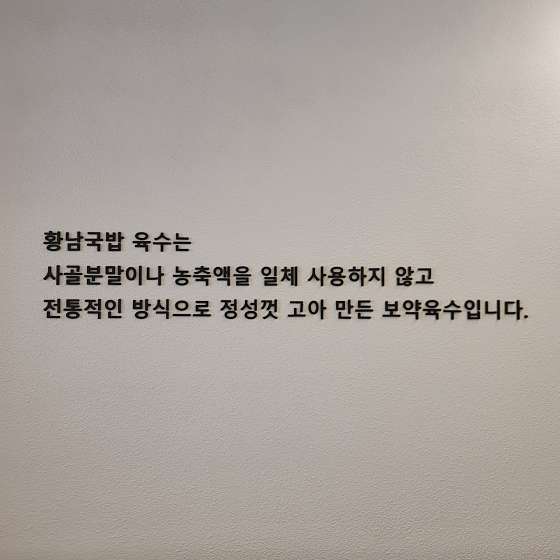 황남국밥 육수는
사골분말이나 농축액을 일체 사용하지 않고
전통적인 방식으로 정성껏 고아 만든 보약육수입니다.